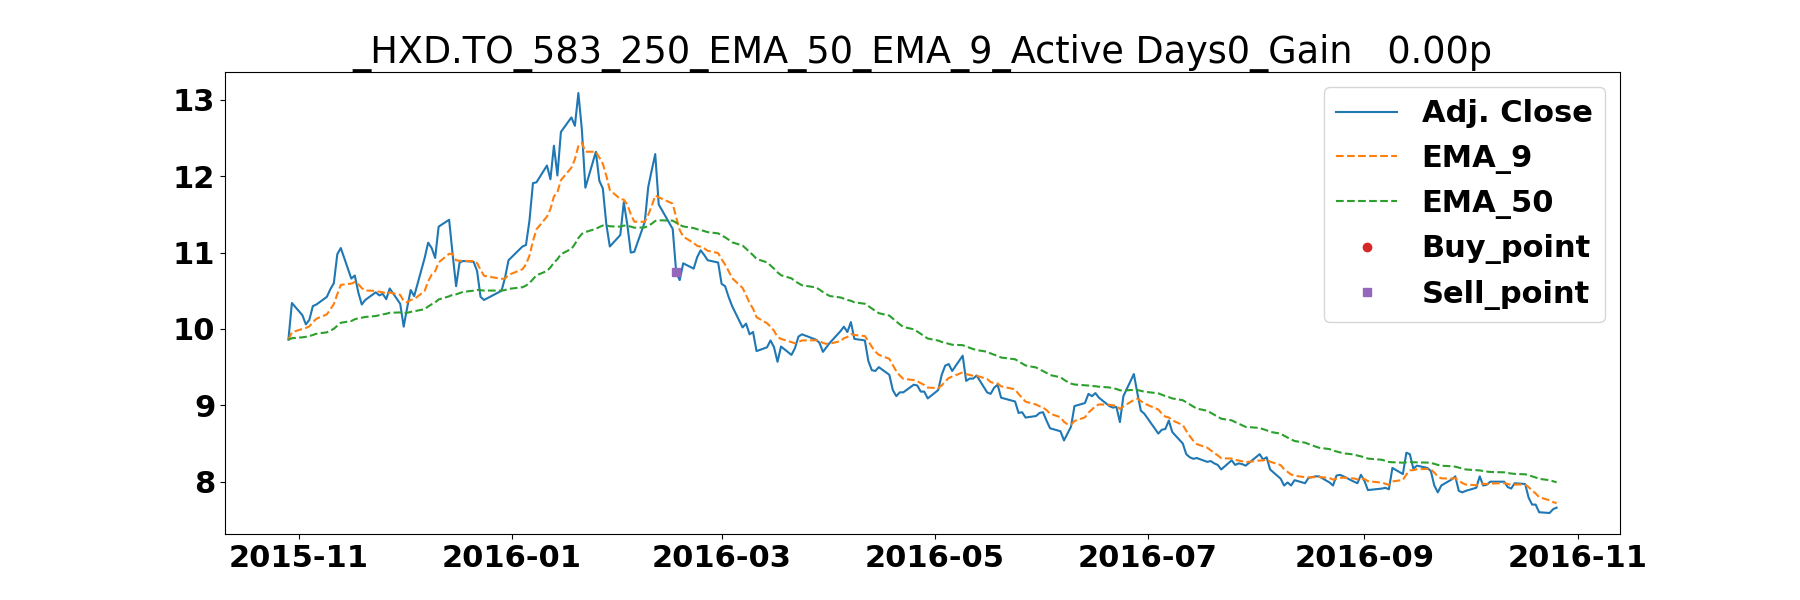 _HXD.TO_583_250_EMA_50_EMA_9_Active Days0_Gain   0.00p
13
12
11
10
9
8
Adj. Close
EMA_9
EMA_50
Buy_point
Sell_point
2015-11 2016-01 2016-03 2016-05 2016-07 2016-09 2016-11